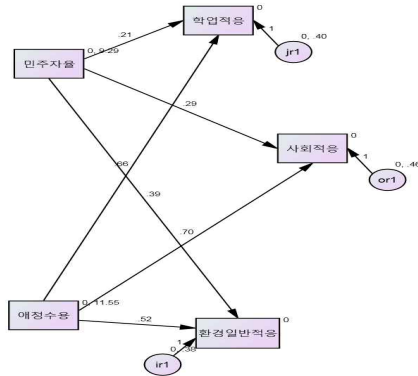 0
학업적응
.21
1
0, .40
jr1
민주자율
0, 9.29
.29
0
사회적응
1
0, .46
or1
.66
.39
.70
애정수용
0, 11.55
.52
0
환경일반적응
1
0, .38
ir1